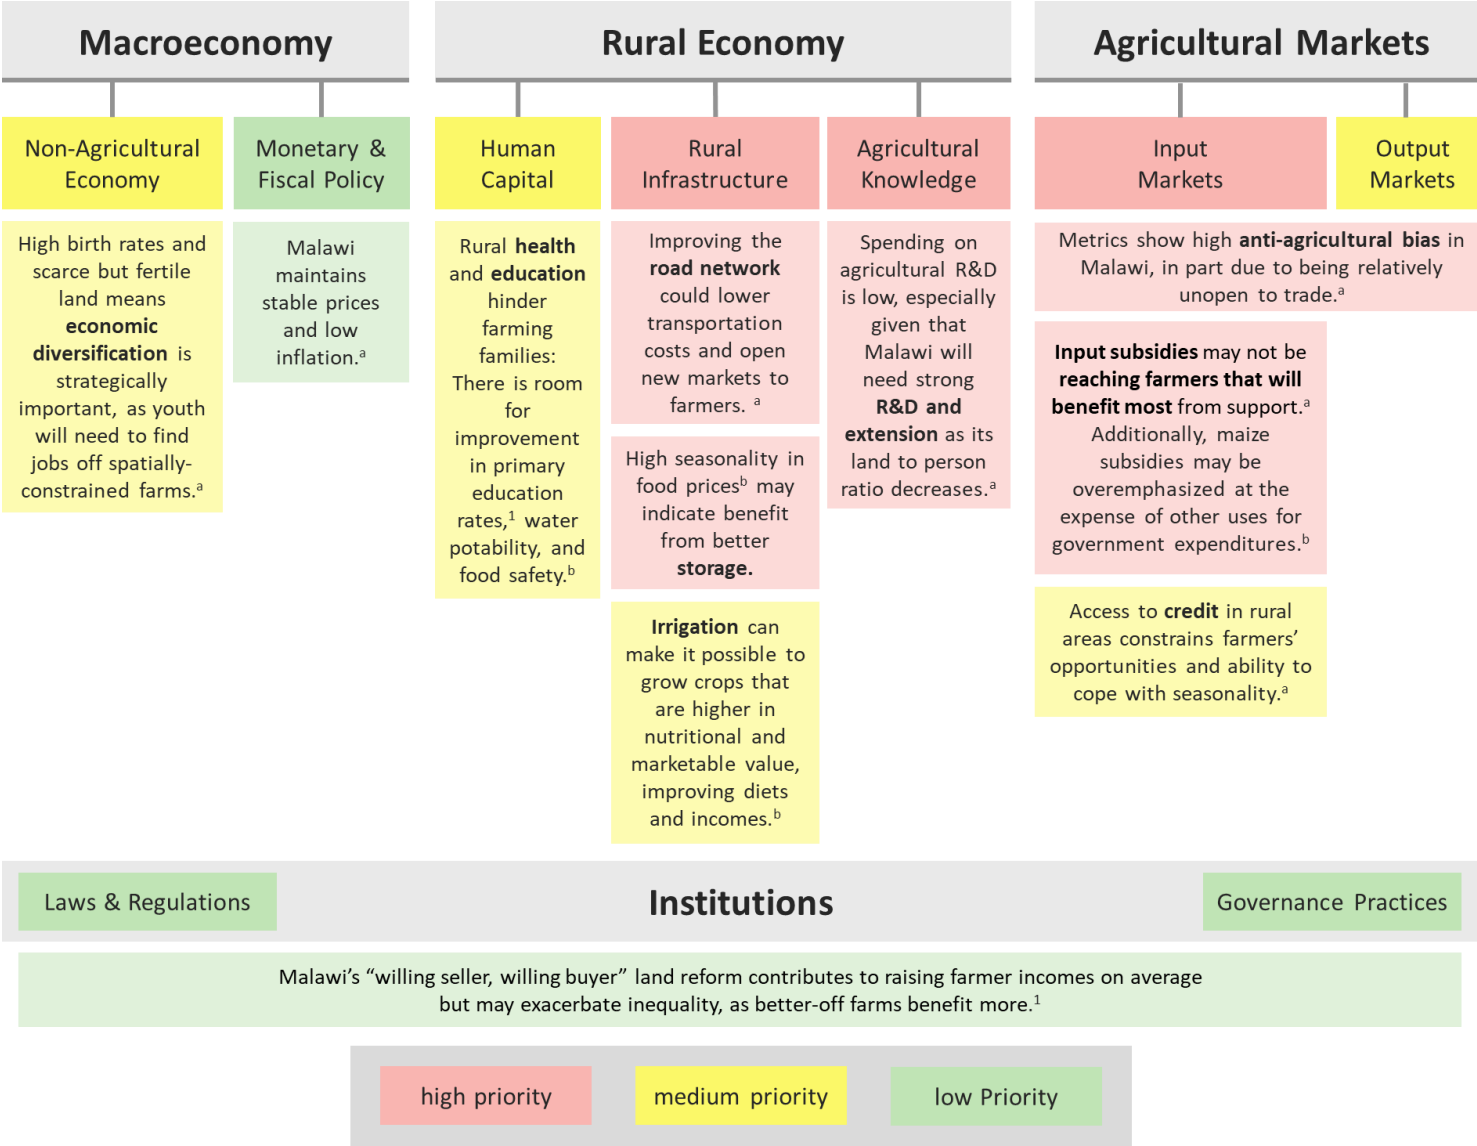 Macroeconomy
Non-Agricultural
Economy
Monetary &
Fiscal Policy
High birth rates and
scarce but fertile
land means
economic
diversification is
strategically
important, as youth
will need to find
jobs off spatially-
constrained farms.ᵃ
Malawi
maintains
stable prices
and low
inflation.ᵃ
Rural Economy
Human
Capital
Rural
Infrastructure
Agricultural
Knowledge
Rural health
and education
hinder
farming
families:
There is room
for
improvement
in primary
education
rates,¹ water
potability, and
food safety.ᵇ
Improving the
road network
could lower
transportation
costs and open
new markets to
farmers. ᵃ
High seasonality in
food pricesᵇ may
indicate benefit
from better
storage.
Irrigation can
make it possible to
grow crops that
are higher in
nutritional and
marketable value,
improving diets
and incomes.ᵇ
Spending on
agricultural R&D
is low, especially
given that
Malawi will
need strong
R&D and
extension as its
land to person
ratio decreases.ᵃ
Agricultural Markets
Input
Markets
Output
Markets
Metrics show high anti-agricultural bias in
Malawi, in part due to being relatively
unopen to trade.ᵃ
Input subsidies may not be
reaching farmers that will
benefit most from support.ᵃ
Additionally, maize
subsidies may be
overemphasized at the
expense of other uses for
government expenditures.ᵇ
Access to credit in rural
areas constrains farmers’
opportunities and ability to
cope with seasonality.ᵃ
Laws & Regulations
Institutions
Governance Practices
Malawi’s “willing seller, willing buyer” land reform contributes to raising farmer incomes on average
but may exacerbate inequality, as better-off farms benefit more.¹
high priority
medium priority
low Priority